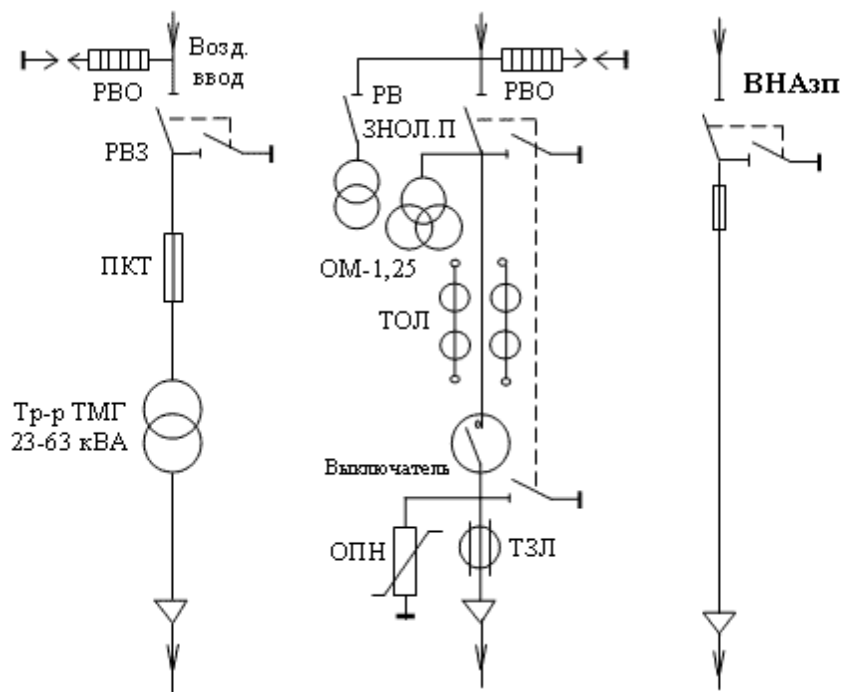 Возд.
ввод
РВО
РВЗ
ПКТ
Тр-р ТМГ
23-63 кВА
РВ
РВО
ЗНОЛ.П
ОМ-1,25
ТОЛ
Выключатель
ОПН
ТЗЛ
ВНАзп